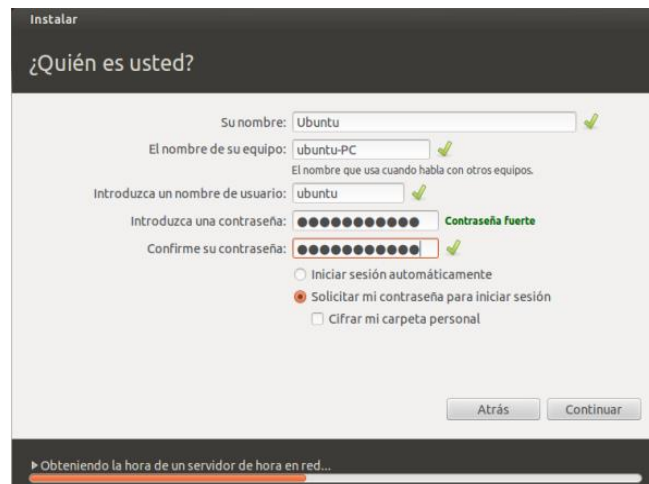 Instalar
¿Quién es usted?
Su nombre: Ubuntu
El nombre de su equipo: ubuntu-PC
El nombre que usa cuando habla con otros equipos.
Introduzca un nombre de usuario: ubuntu
Introduzca una contraseña: ●●●●●●●●●●● Contraseña fuerte
Confirme su contraseña: ●●●●●●●●●●●
Iniciar sesión automáticamente
Solicitar mi contraseña para iniciar sesión
Cifrar mi carpeta personal
Atrás Continuar
Obteniendo la hora de un servidor de hora en red...